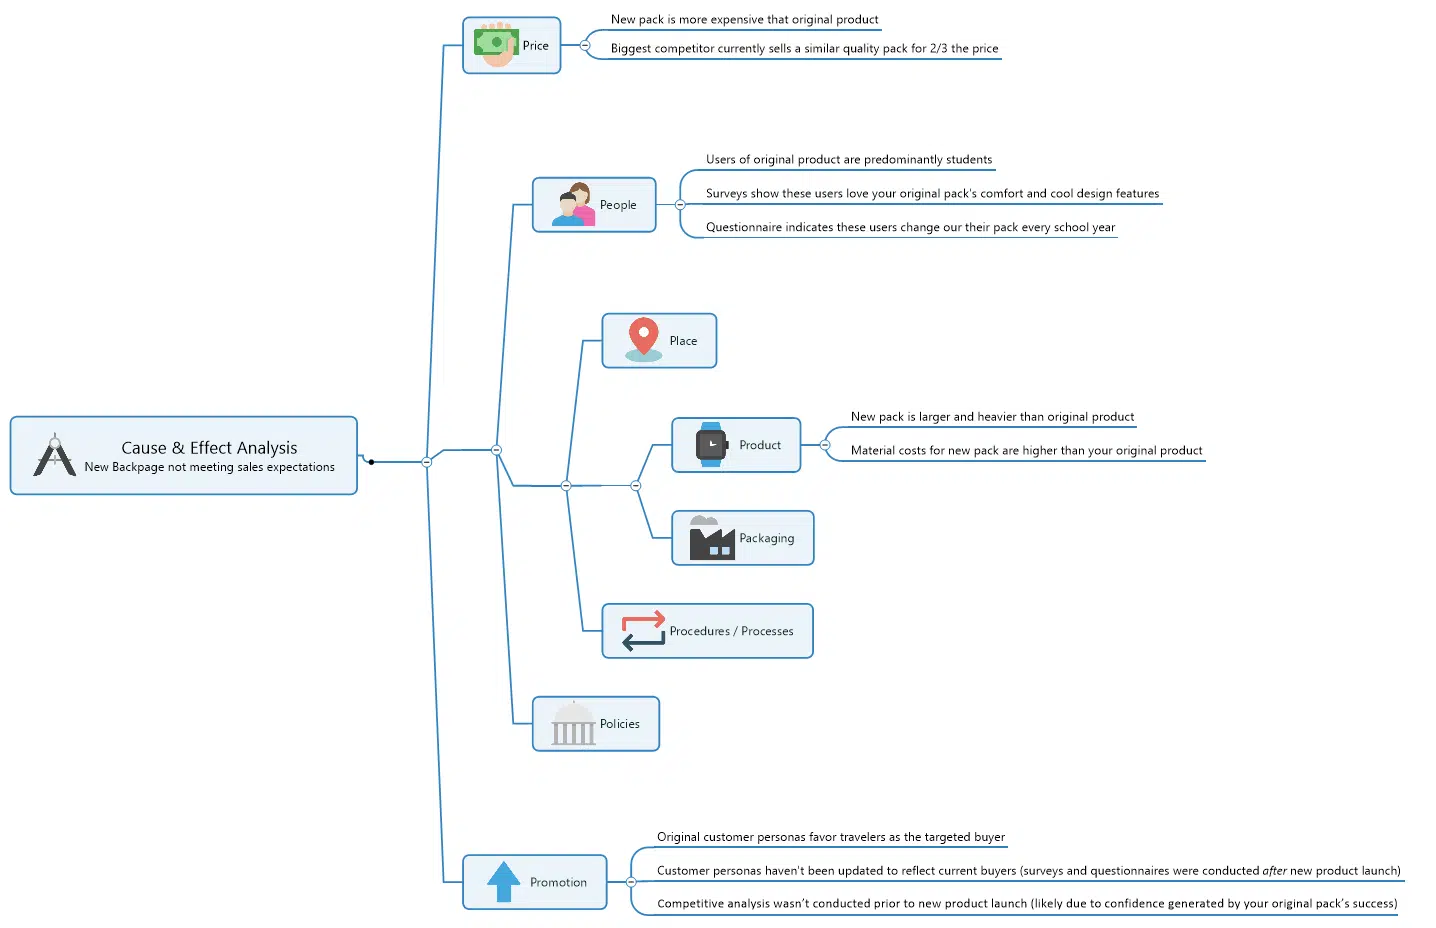 New pack is more expensive that original product
Price
Biggest competitor currently sells a similar quality pack for 2/3 the price
Users of original product are predominantly students
Surveys show these users love your original pack's comfort and cool design features
People
Questionnaire indicates these users change our their pack every school year
Place
New pack is larger and heavier than original product
Product
Material costs for new pack are higher than your original product
Cause & Effect Analysis
New Backpage not meeting sales expectations
Packaging
Procedures / Processes
Policies
Original customer personas favor travelers as the targeted buyer
Customer personas haven't been updated to reflect current buyers (surveys and questionnaires were conducted after new product launch)
Promotion
Competitive analysis wasn't conducted prior to new product launch (likely due to confidence generated by your original pack's success)